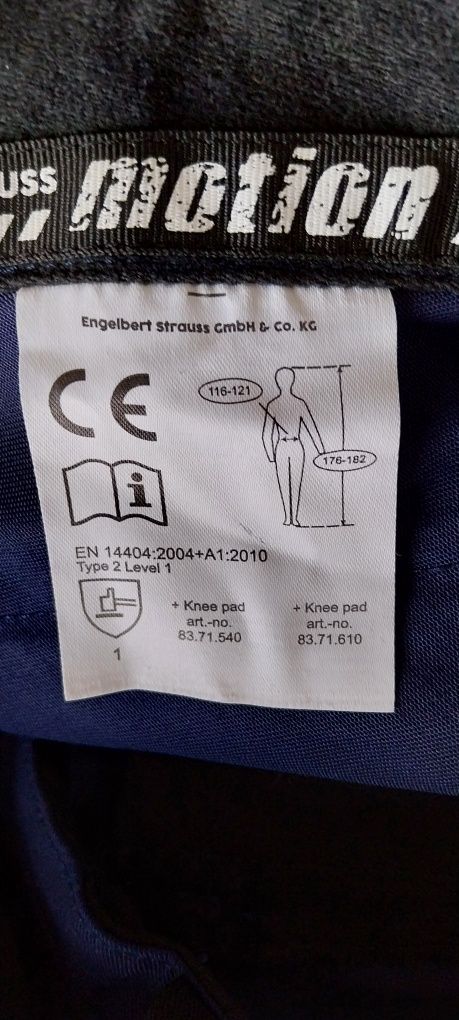 USS motion
Engelbert Strauss GmbH & Co. KG
CE
116-121
176-182
i
EN 14404:2004+A1:2010
Type 2 Level 1
1
+ Knee pad
art.-no.
83.71.540
+ Knee pad
art.-no.
83.71.610